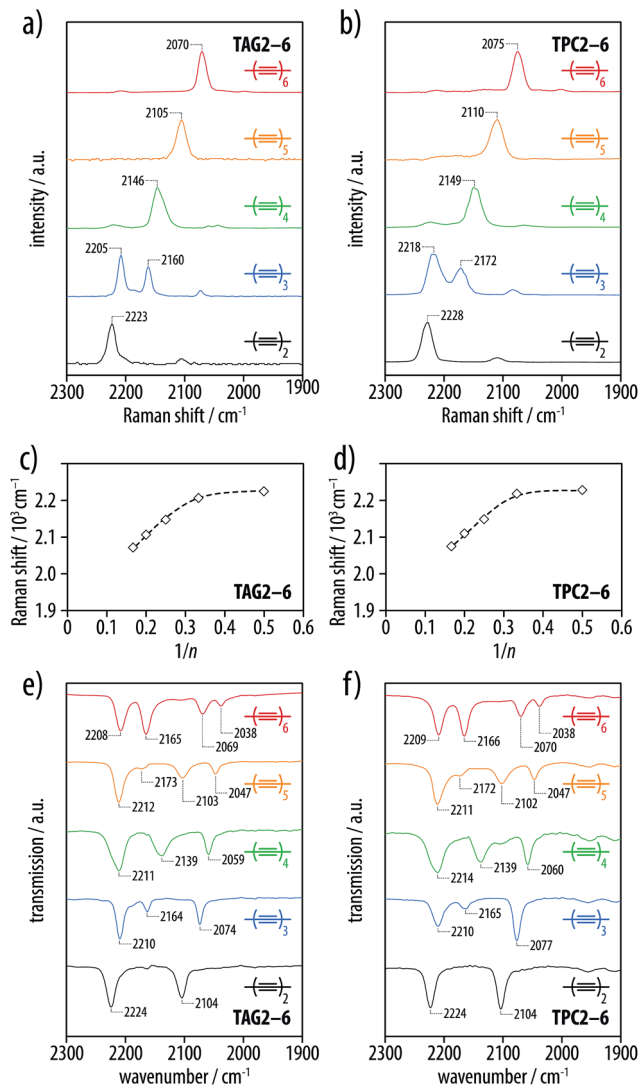 a)
TAG2–6
2070
6
2105
5
2146
4
2205
2160
3
2223
2
intensity / a.u.
2300 2200 2100 2000 1900
Raman shift / cm⁻¹
b)
TPC2–6
2075
6
2110
5
2149
4
2218
2172
3
2228
2
intensity / a.u.
2300 2200 2100 2000 1900
Raman shift / cm⁻¹
c)
2.2
2.1
2.0
1.9
Raman shift / 10³ cm⁻¹
TAG2–6
0 0.1 0.2 0.3 0.4 0.5 0.6
1/n
d)
2.2
2.1
2.0
1.9
Raman shift / 10³ cm⁻¹
TPC2–6
0 0.1 0.2 0.3 0.4 0.5 0.6
1/n
e)
6
2208 2165 2069 2038
5
2212 2173 2103 2047
4
2211 2139 2059
3
2210 2164 2074
2
2224 2104
TAG2–6
transmission / a.u.
2300 2200 2100 2000 1900
wavenumber / cm⁻¹
f)
6
2209 2166 2070 2038
5
2211 2172 2102 2047
4
2214 2139 2060
3
2210 2165 2077
2
2224 2104
TPC2–6
transmission / a.u.
2300 2200 2100 2000 1900
wavenumber / cm⁻¹